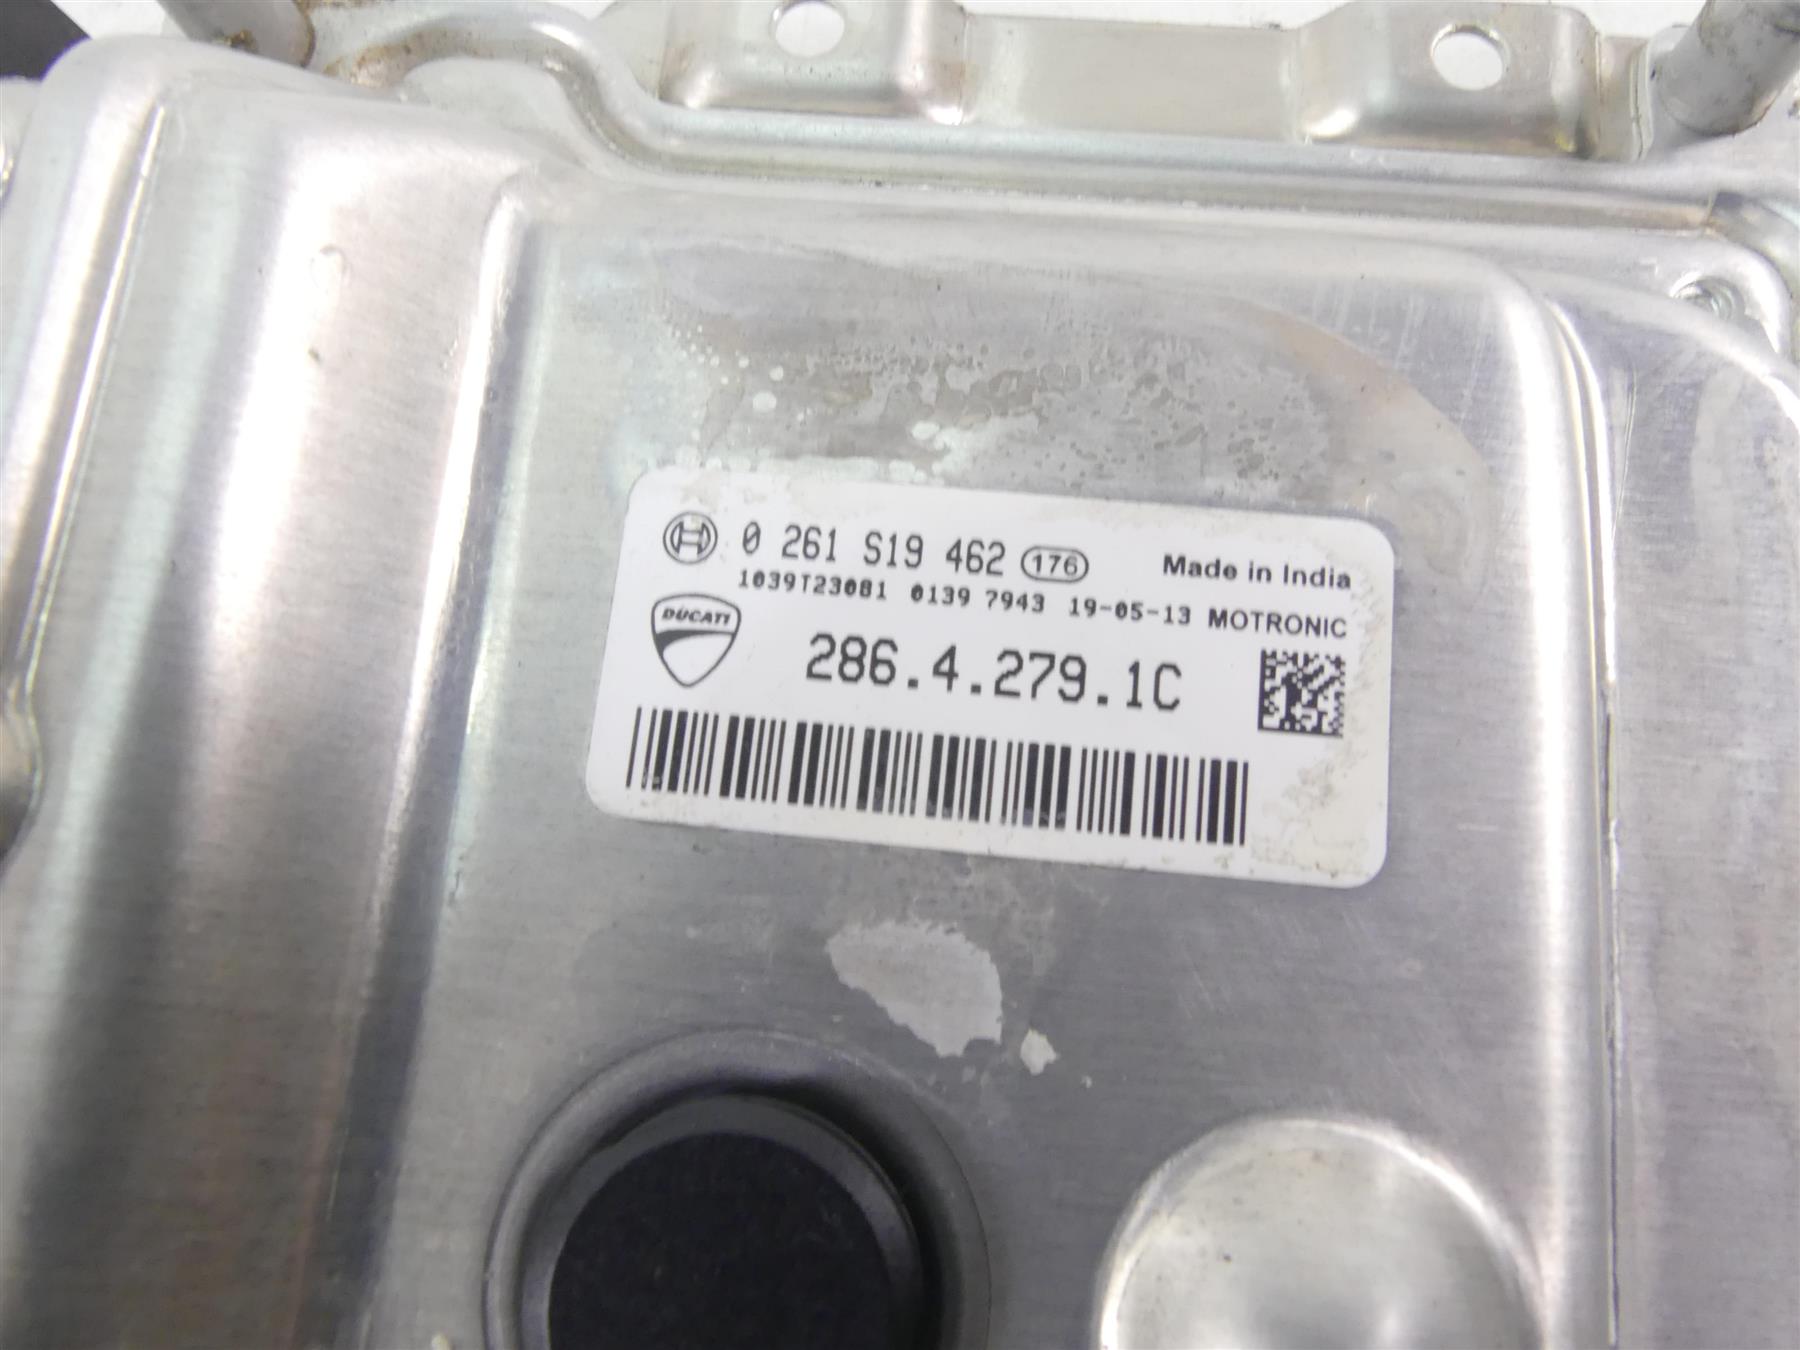 0 261 S19 462 176 Made in India
1039T23081 0139 7943 19-05-13 MOTRONIC
DUCATI
286.4.279.1C